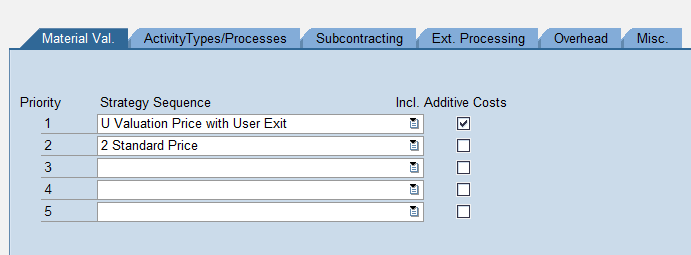 Material Val. ActivityTypes/Processes Subcontracting Ext. Processing Overhead Misc.
Priority Strategy Sequence Incl. Additive Costs
1 U Valuation Price with User Exit
2 2 Standard Price
3
4
5